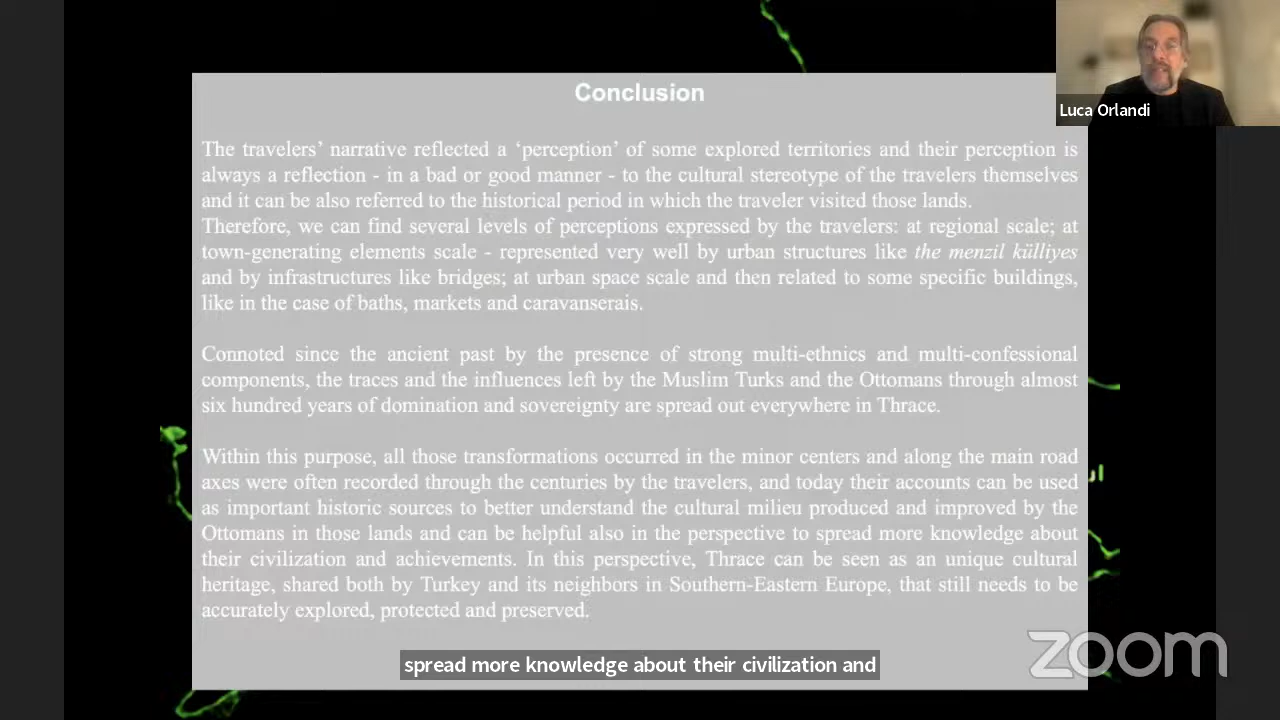 Conclusion
Luca Orlandi
The travelers’ narrative reflected a ‘perception’ of some explored territories and their perception is
always a reflection - in a bad or good manner - to the cultural stereotype of the travelers themselves
and it can be also referred to the historical period in which the traveler visited those lands.
Therefore, we can find several levels of perceptions expressed by the travelers: at regional scale; at
town-generating elements scale - represented very well by urban structures like the menzil külliyes
and by infrastructures like bridges; at urban space scale and then related to some specific buildings,
like in the case of baths, markets and caravanserais.
Connoted since the ancient past by the presence of strong multi-ethnics and multi-confessional
components, the traces and the influences left by the Muslim Turks and the Ottomans through almost
six hundred years of domination and sovereignty are spread out everywhere in Thrace.
Within this purpose, all those transformations occurred in the minor centers and along the main road
axes were often recorded through the centuries by the travelers, and today their accounts can be used
as important historic sources to better understand the cultural milieu produced and improved by the
Ottomans in those lands and can be helpful also in the perspective to spread more knowledge about
their civilization and achievements. In this perspective, Thrace can be seen as an unique cultural
heritage, shared both by Turkey and its neighbors in Southern-Eastern Europe, that still needs to be
accurately explored, protected and preserved.
spread more knowledge about their civilization and
zoom